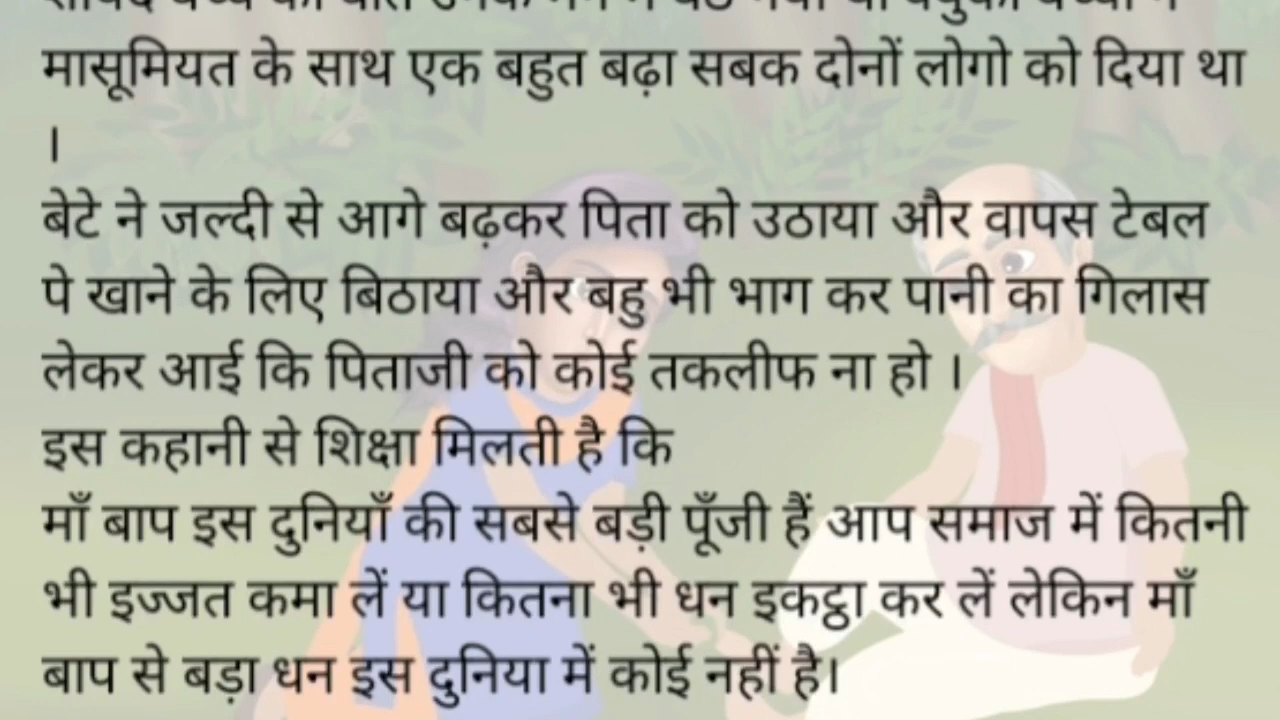 मासूमियत के साथ एक बहुत बढ़ा सबक दोनों लोगो को दिया था
।
बेटे ने जल्दी से आगे बढ़कर पिता को उठाया और वापस टेबल
पे खाने के लिए बिठाया और बहु भी भाग कर पानी का गिलास
लेकर आई कि पिताजी को कोई तकलीफ ना हो ।
इस कहानी से शिक्षा मिलती है कि
माँ बाप इस दुनियाँ की सबसे बड़ी पूँजी हैं आप समाज में कितनी
भी इज्जत कमा लें या कितना भी धन इकट्ठा कर लें लेकिन माँ
बाप से बड़ा धन इस दुनिया में कोई नहीं है।